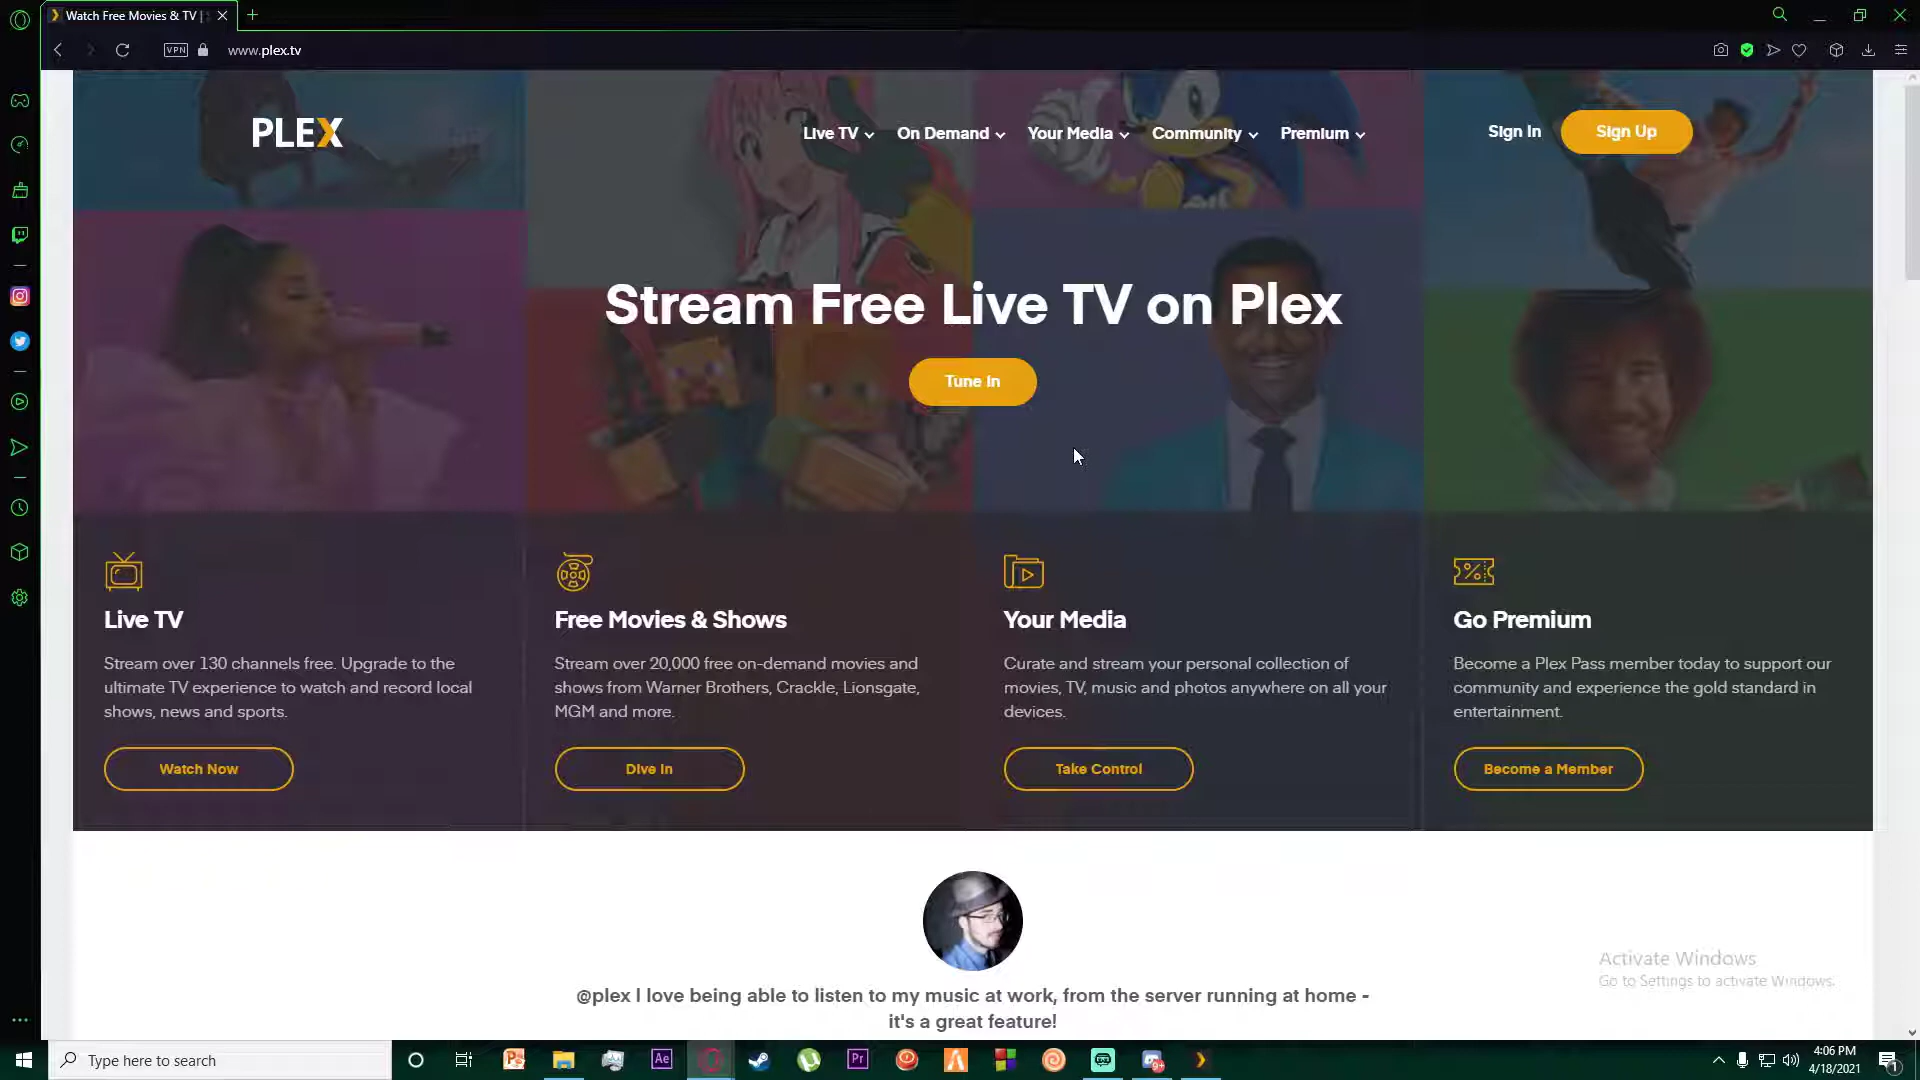 Watch Free Movies & TV |
VPN
www.plex.tv
PLEX
Live TV
On Demand
Your Media
Community
Premium
Sign In
Sign Up
Stream Free Live TV on Plex
Tune In
Live TV
Stream over 130 channels free. Upgrade to the
ultimate TV experience to watch and record local
shows, news and sports.
Watch Now
Free Movies & Shows
Stream over 20,000 free on-demand movies and
shows from Warner Brothers, Crackle, Lionsgate,
MGM and more.
Dive In
Your Media
Curate and stream your personal collection of
movies, TV, music and photos anywhere on all your
devices.
Take Control
Go Premium
Become a Plex Pass member today to support our
community and experience the gold standard in
entertainment.
Become a Member
@plex I love being able to listen to my music at work, from the server running at home -
it's a great feature!
Activate Windows
Go to Settings to activate Windows.
Type here to search
Ae
Pr
4:06 PM
4/18/2021
1